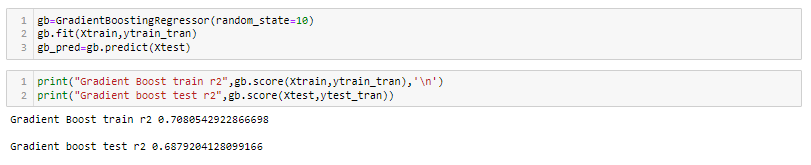 1 gb=GradientBoostingRegressor(random_state=10)
2 gb.fit(Xtrain,ytrain_tran)
3 gb_pred=gb.predict(Xtest)
1 print("Gradient Boost train r2",gb.score(Xtrain,ytrain_tran),'\n')
2 print("Gradient boost test r2",gb.score(Xtest,ytest_tran))
Gradient Boost train r2 0.7080542922866698
Gradient boost test r2 0.6879204128099166